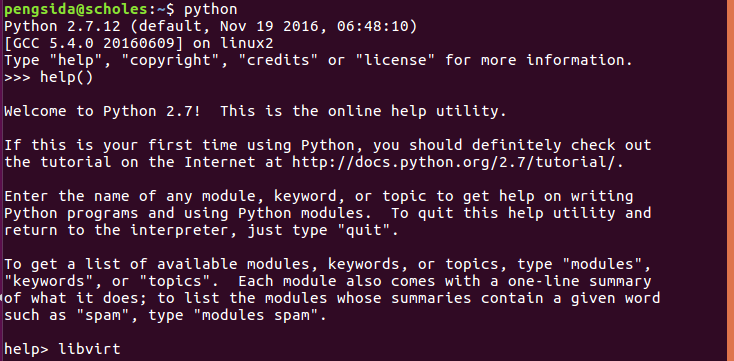 pengsida@scholes:~$ python
Python 2.7.12 (default, Nov 19 2016, 06:48:10)
[GCC 5.4.0 20160609] on linux2
Type "help", "copyright", "credits" or "license" for more information.
>>> help()
Welcome to Python 2.7!  This is the online help utility.
If this is your first time using Python, you should definitely check out
the tutorial on the Internet at http://docs.python.org/2.7/tutorial/.
Enter the name of any module, keyword, or topic to get help on writing
Python programs and using Python modules.  To quit this help utility and
return to the interpreter, just type "quit".
To get a list of available modules, keywords, or topics, type "modules",
"keywords", or "topics".  Each module also comes with a one-line summary
of what it does; to list the modules whose summaries contain a given word
such as "spam", type "modules spam".
help> libvirt